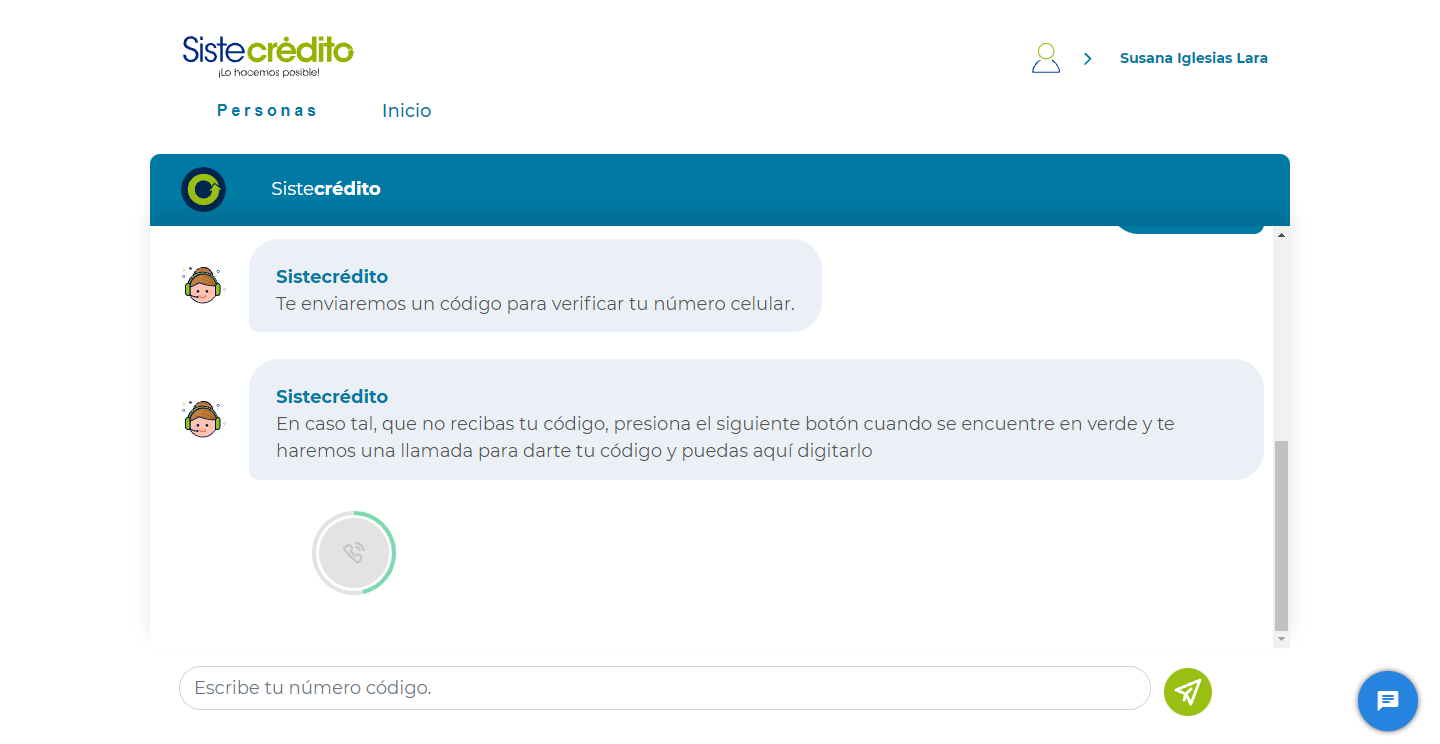 Sistecrédito
¡Lo hacemos posible!
Susana Iglesias Lara
Personas
Inicio
Sistecrédito
Sistecrédito
Te enviaremos un código para verificar tu número celular.
Sistecrédito
En caso tal, que no recibas tu código, presiona el siguiente botón cuando se encuentre en verde y te
haremos una llamada para darte tu código y puedas aquí digitarlo
Escribe tu número código.